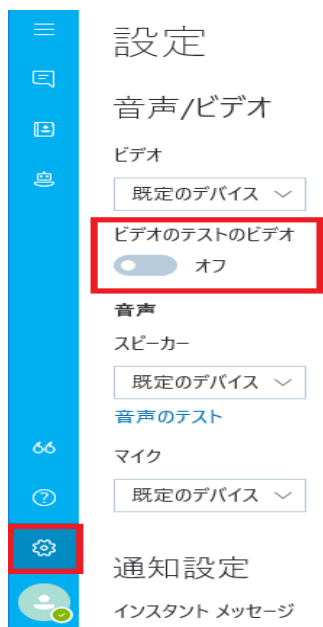 設定
音声/ビデオ
ビデオ
既定のデバイス
ビデオのテストのビデオ
オフ
音声
スピーカー
既定のデバイス
音声のテスト
マイク
既定のデバイス
通知設定
インスタント メッセージ